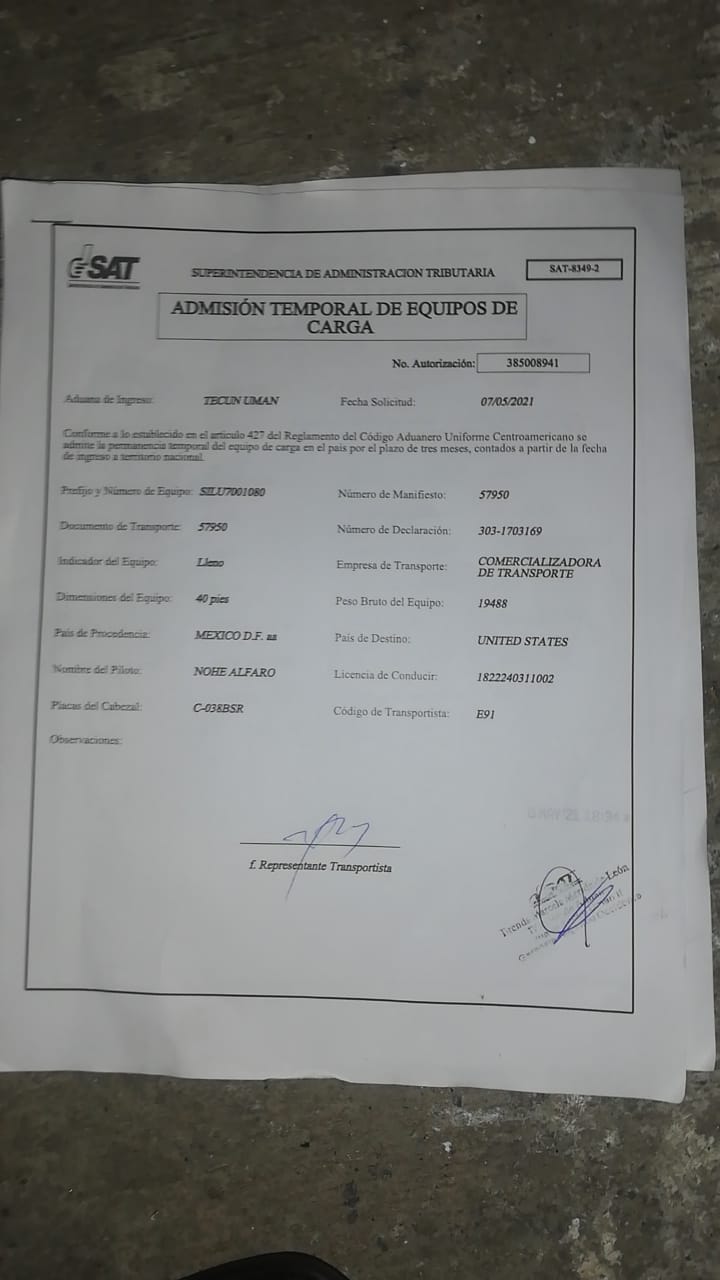 SAT
SUPERINTENDENCIA DE ADMINISTRACION TRIBUTARIA
SAT-8349-2
ADMISIÓN TEMPORAL DE EQUIPOS DE
CARGA
No. Autorización: 385008941
Aduana de Ingreso: TECUN UMAN Fecha Solicitud: 07/05/2021
Conforme a lo establecido en el artículo 427 del Reglamento del Código Aduanero Uniforme Centroamericano se
admite la permanencia temporal del equipo de carga en el país por el plazo de tres meses, contados a partir de la fecha
de ingreso a territorio nacional.
Prefijo y Número de Equipo: SILU7001080 Número de Manifiesto: 57950
Documento de Transporte: 57950 Número de Declaración: 303-1703169
Indicador del Equipo: Lleno Empresa de Transporte: COMERCIALIZADORA
DE TRANSPORTE
Dimensiones del Equipo: 40 pies Peso Bruto del Equipo: 19488
País de Procedencia: MEXICO D.F. aa País de Destino: UNITED STATES
Nombre del Piloto: NOHE ALFARO Licencia de Conducir: 1822240311002
Placas del Cabezal: C-038BSR Código de Transportista: E91
Observaciones:
f. Representante Transportista
León